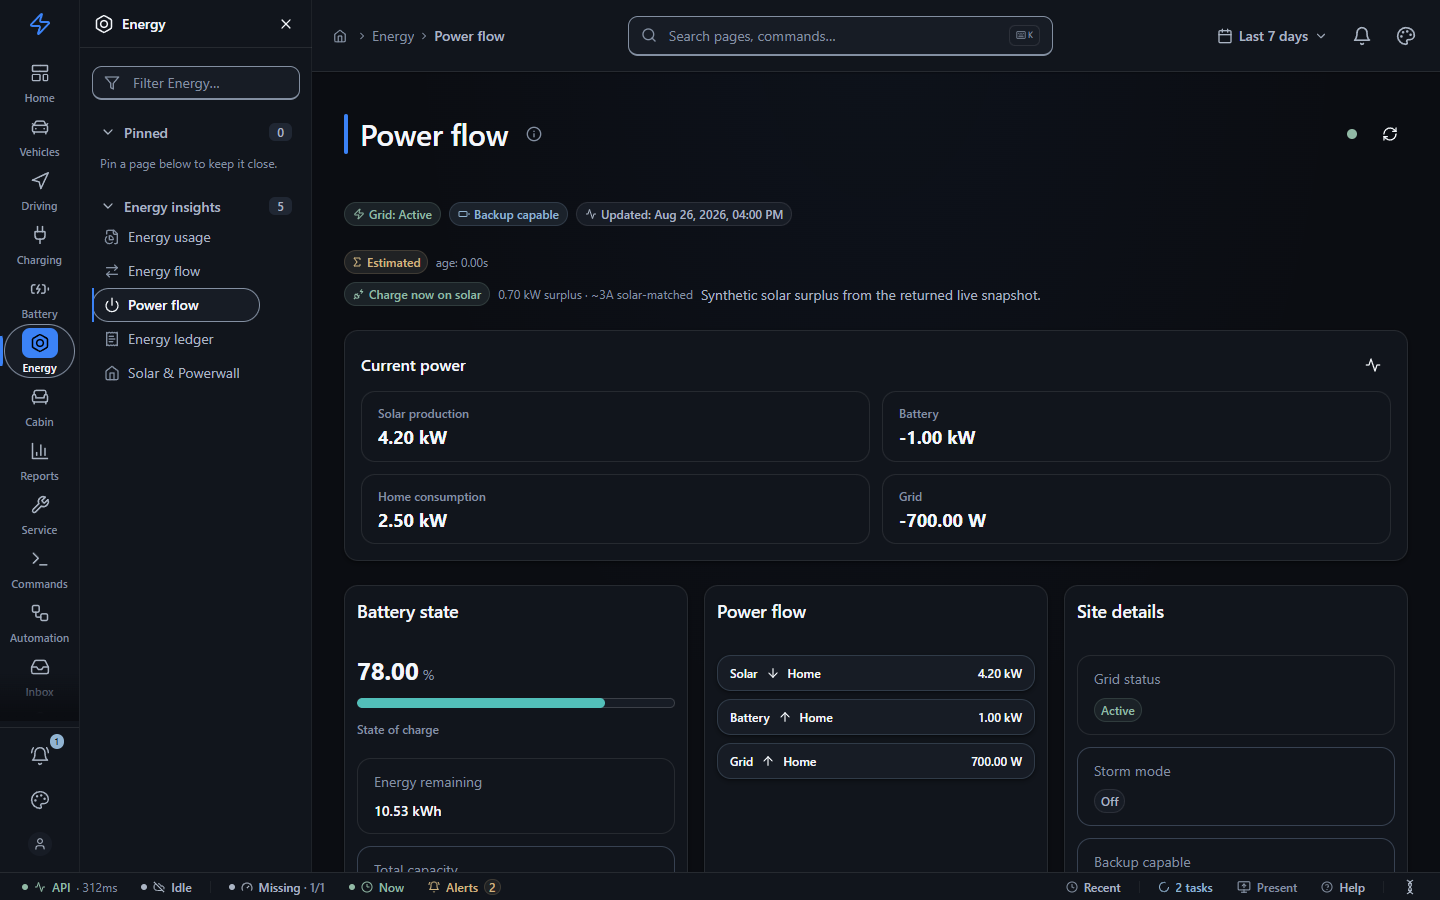 Home
Vehicles
Driving
Charging
Battery
Energy
Cabin
Reports
Service
Commands
Automation
Inbox
1
Energy
Filter Energy...
Pinned 0
Pin a page below to keep it close.
Energy insights 5
Energy usage
Energy flow
Power flow
Energy ledger
Solar & Powerwall
Energy Power flow
Search pages, commands... K
Last 7 days
Power flow
Grid: Active Backup capable Updated: Aug 26, 2026, 04:00 PM
Estimated age: 0.00s
Charge now on solar 0.70 kW surplus · ~3A solar-matched Synthetic solar surplus from the returned live snapshot.
Current power
Solar production
4.20 kW
Battery
-1.00 kW
Home consumption
2.50 kW
Grid
-700.00 W
Battery state
78.00 %
State of charge
Energy remaining
10.53 kWh
Total capacity
Power flow
Solar ↓ Home 4.20 kW
Battery ↑ Home 1.00 kW
Grid ↑ Home 700.00 W
Site details
Grid status
Active
Storm mode
Off
Backup capable
API · 312ms Idle Missing · 1/1 Now Alerts 2 Recent 2 tasks Present Help